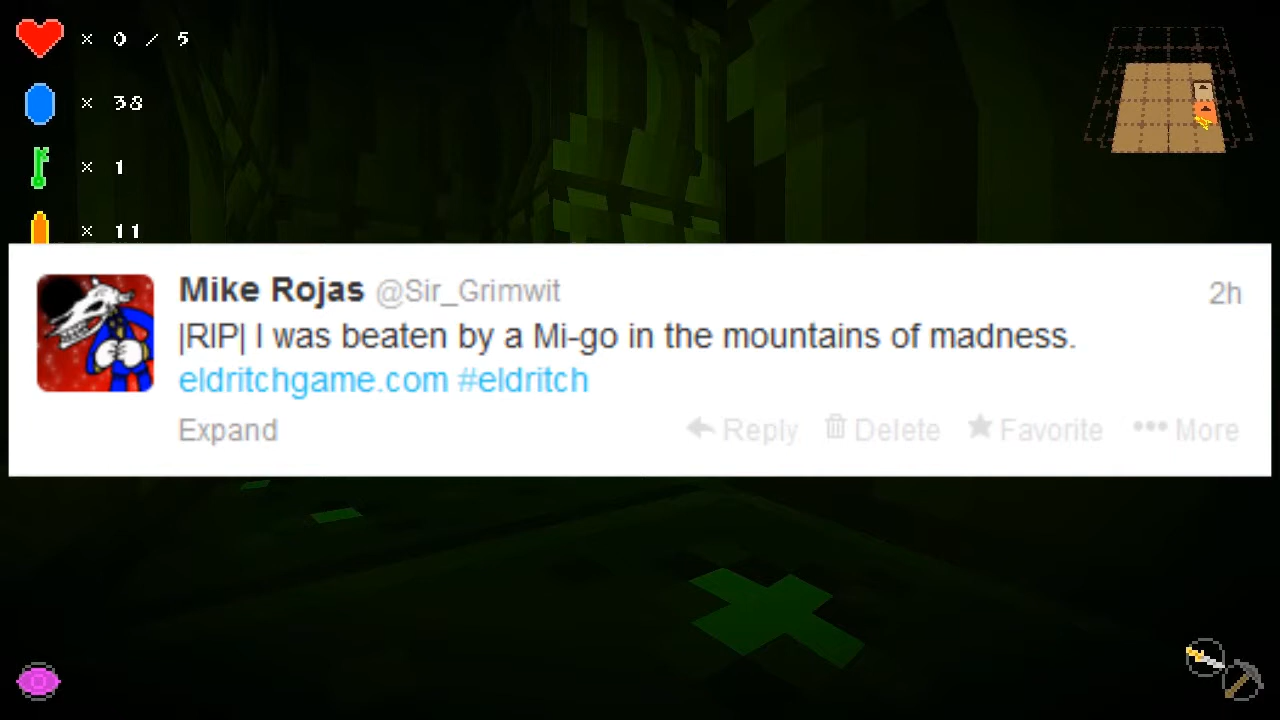 × 0 / 5
× 38
× 1
× 11
Mike Rojas @Sir_Grimwit 2h
|RIP| I was beaten by a Mi-go in the mountains of madness.
eldritchgame.com #eldritch
Expand Reply Delete Favorite More